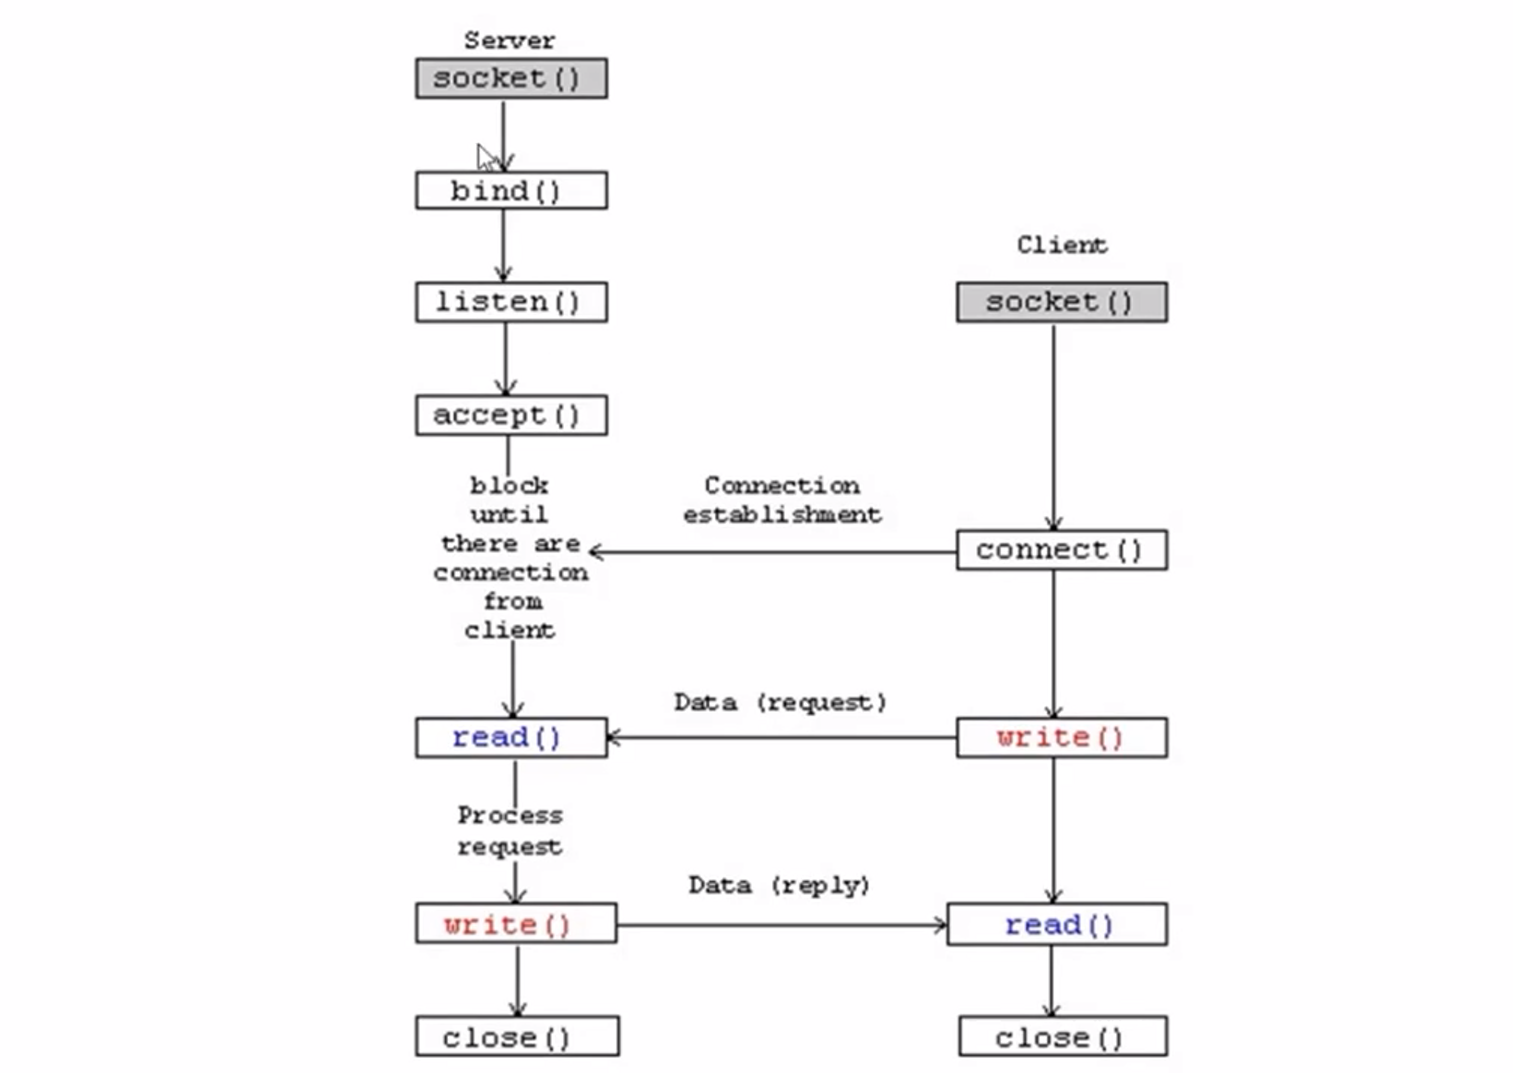 Server
socket()
bind()
listen()
accept()
block
until
there are
connection
from
client
read()
Process
request
write()
close()
Connection
establishment
Data (request)
Data (reply)
Client
socket()
connect()
write()
read()
close()